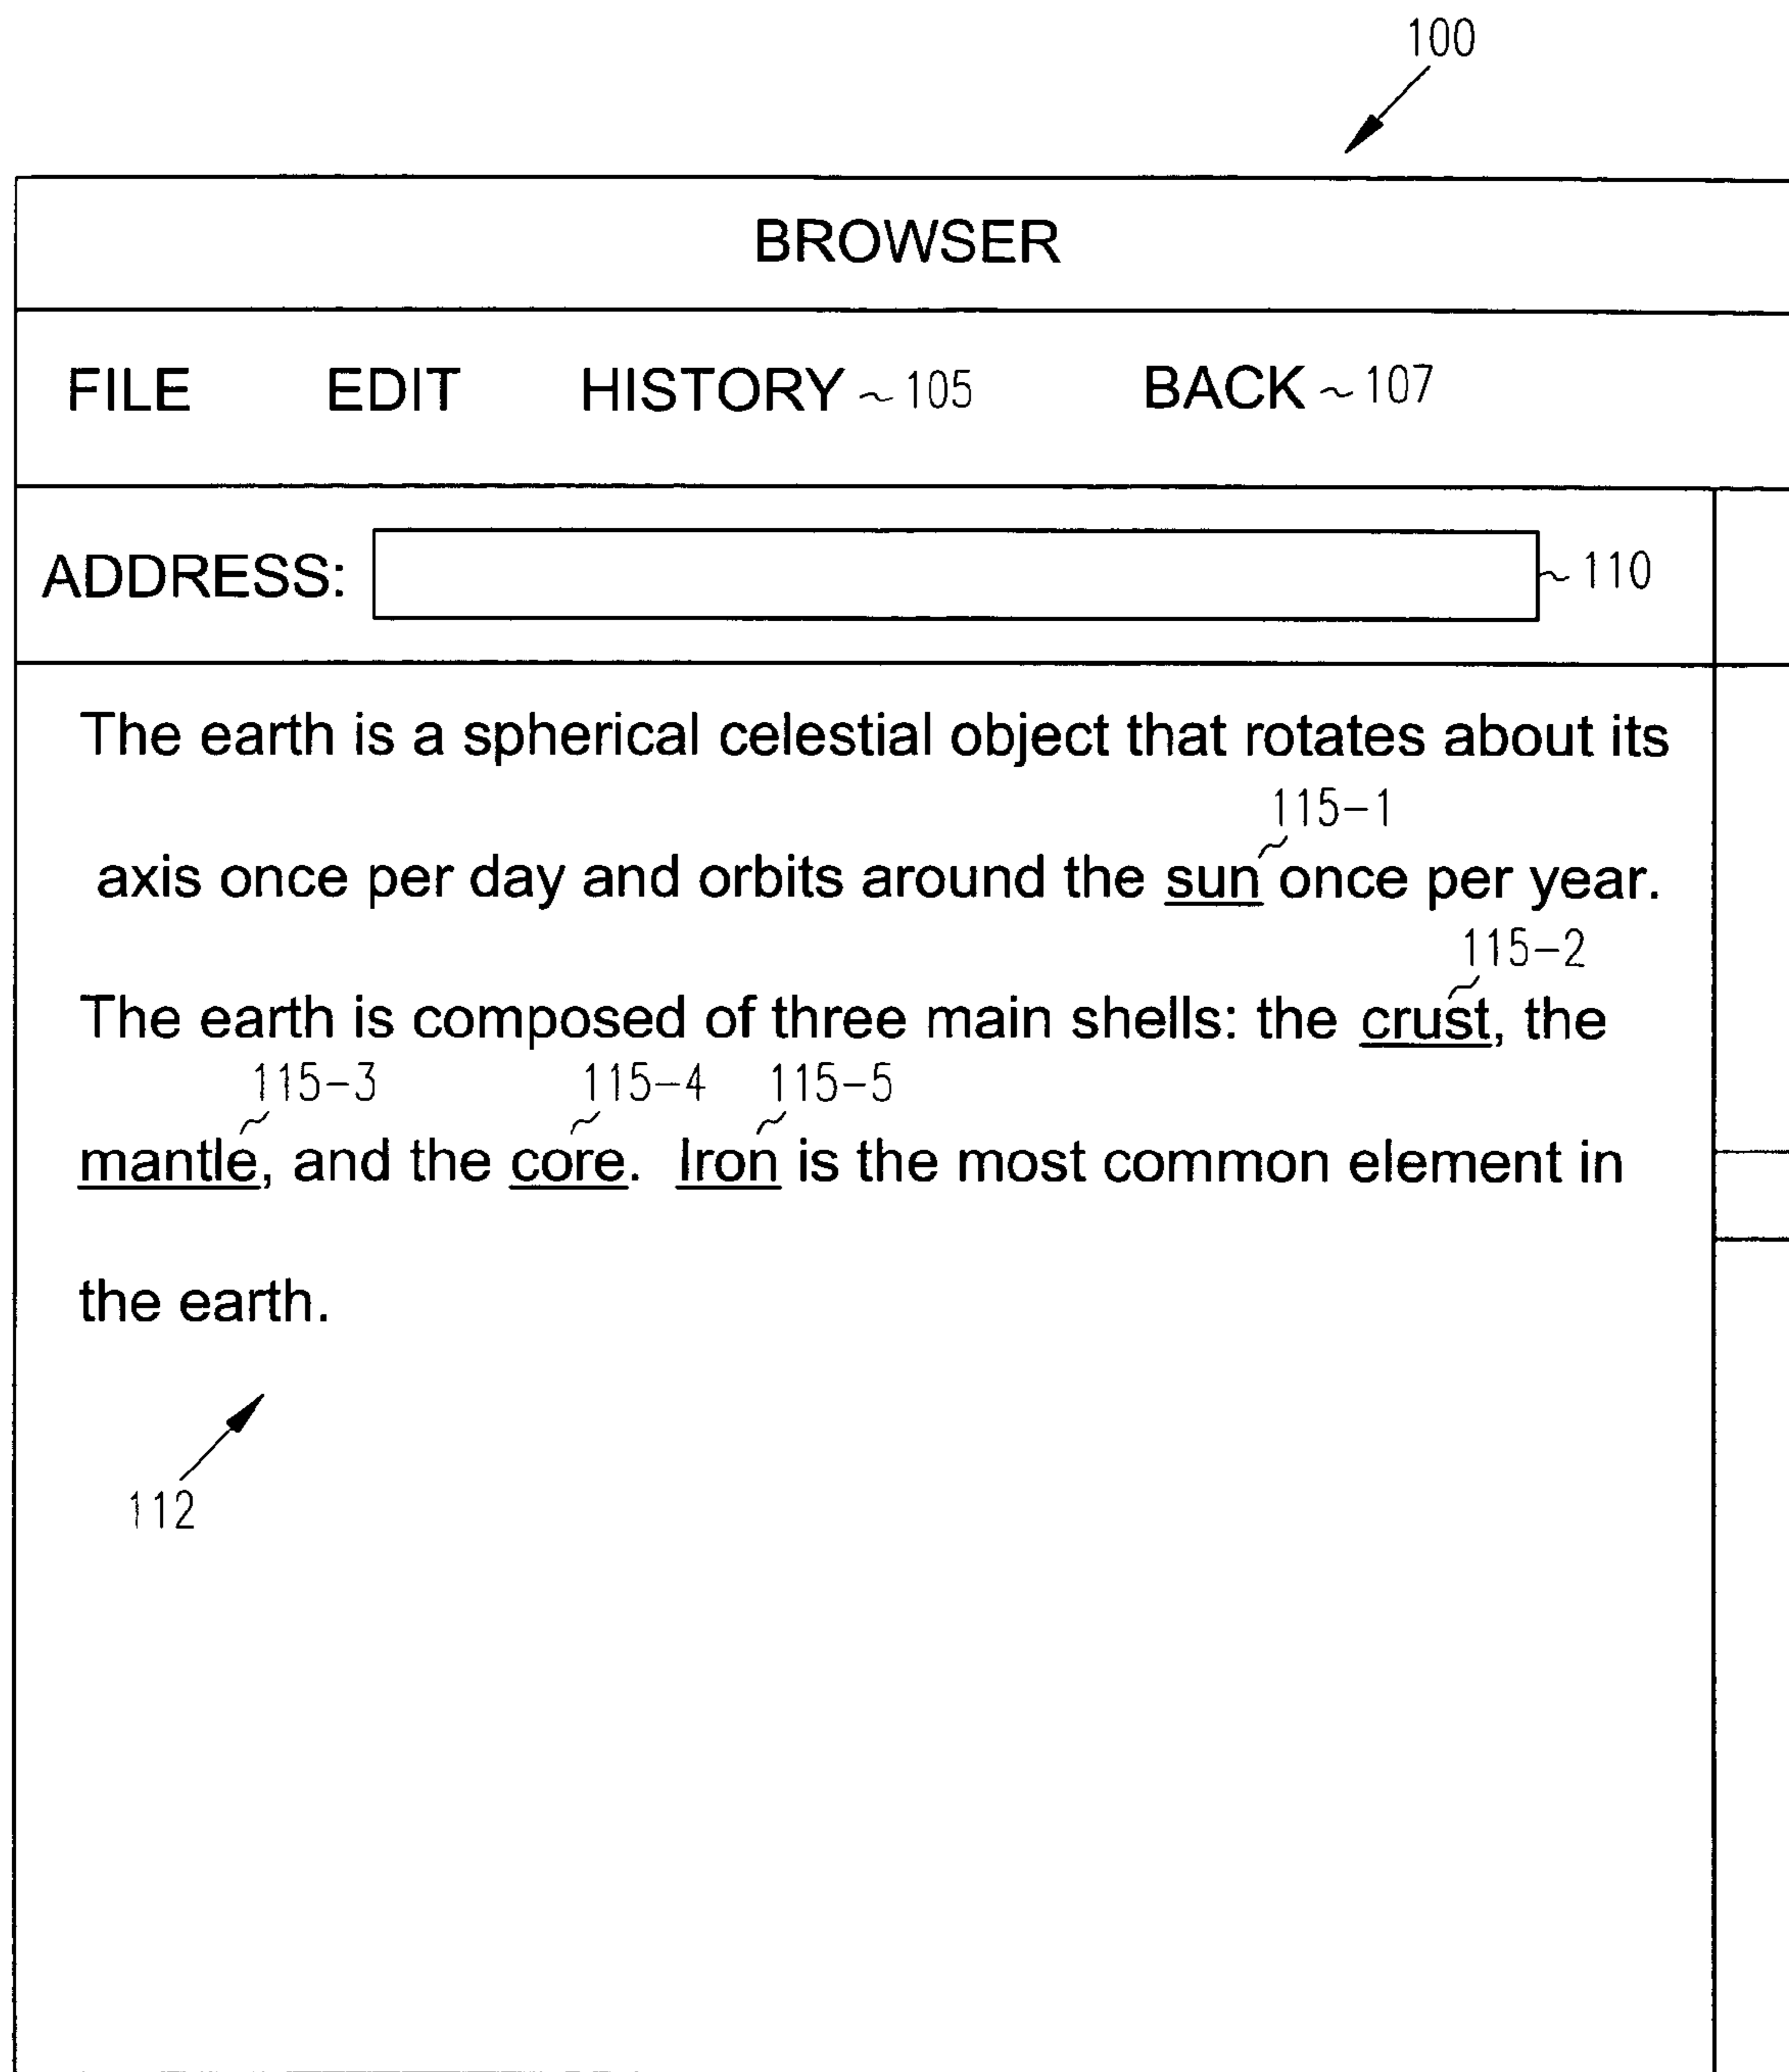 100
BROWSER
FILE EDIT HISTORY ~ 105 BACK ~ 107
ADDRESS: ~ 110
The earth is a spherical celestial object that rotates about its
115-1
axis once per day and orbits around the sun once per year.
115-2
The earth is composed of three main shells: the crust, the
115-3 115-4 115-5
mantle, and the core. Iron is the most common element in
the earth.
112